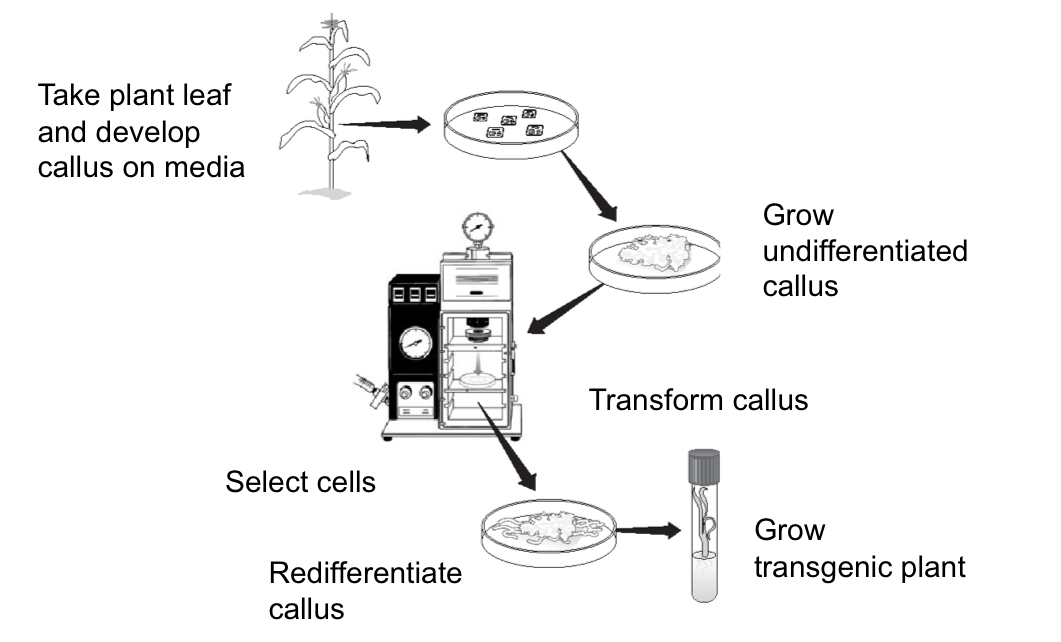 Take plant leaf
and develop
callus on media
Grow
undifferentiated
callus
Transform callus
Select cells
Redifferentiate
callus
Grow
transgenic plant